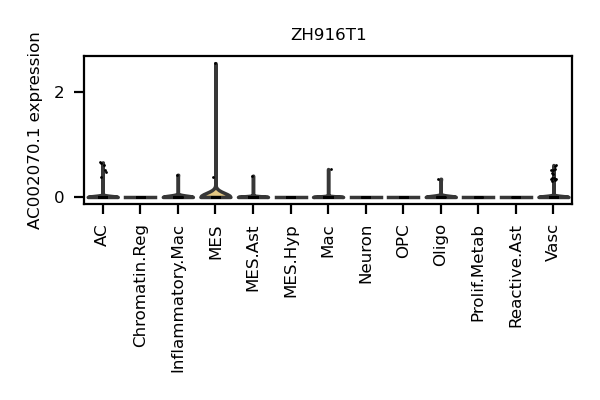 ZH916T1
AC002070.1 expression
2
0
AC
Chromatin.Reg
Inflammatory.Mac
MES
MES.Ast
MES.Hyp
Mac
Neuron
OPC
Oligo
Prolif.Metab
Reactive.Ast
Vasc